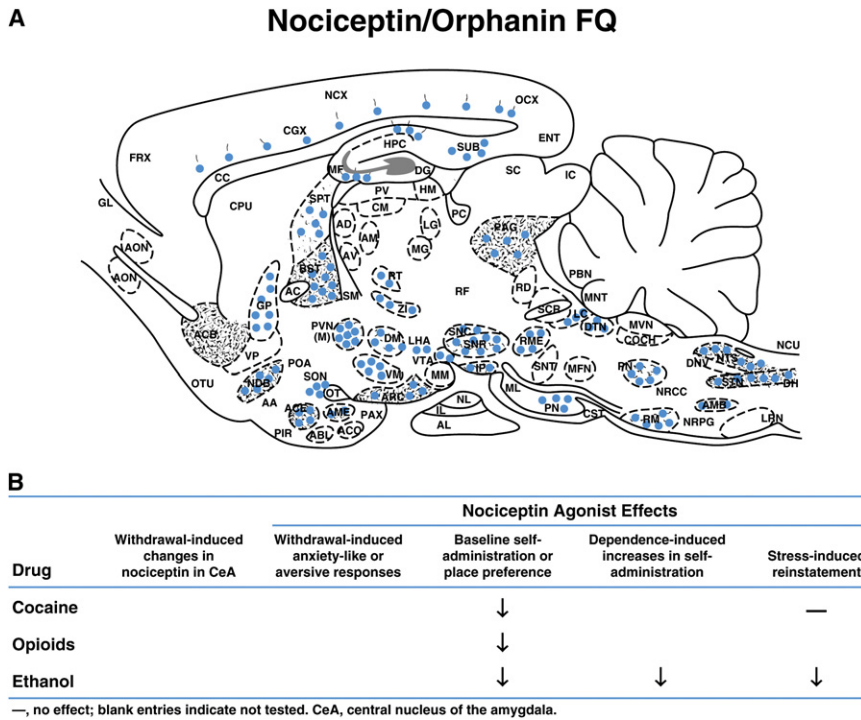 A
Nociceptin/Orphanin FQ
NCX
OCX
CGX
FRX
HPC
SUB
ENT
CC
MF
DG
SC
IC
GL
CPU
SPT
PV
HM
CM
PC
AD
LG
PAG
AON
AM
AON
AV
MG
BST
RT
PBN
AC
SM
RF
RD
MNT
GP
ZI
SCP
LC
ACB
PVN
(M)
DM
LHA
SNC
SNR
RME
DTN
MVN
COCH
NCU
VP
POA
VTA
DNV
NTS
OTU
NDB
SON
VM
MM
IP
SNT
MFN
PN
STN
DH
AA
OT
ARC
ML
NRCC
ACE
AME
PAX
NL
PN
CST
AMB
PIR
ABL
ACO
IL
AL
RM
NRPG
LRN
B
Nociceptin Agonist Effects
Withdrawal-induced Withdrawal-induced Baseline self- Dependence-induced
changes in anxiety-like or administration or increases in self- Stress-induced
Drug nociceptin in CeA aversive responses place preference administration reinstatement
Cocaine ↓ —
Opioids ↓
Ethanol ↓ ↓ ↓
—, no effect; blank entries indicate not tested. CeA, central nucleus of the amygdala.